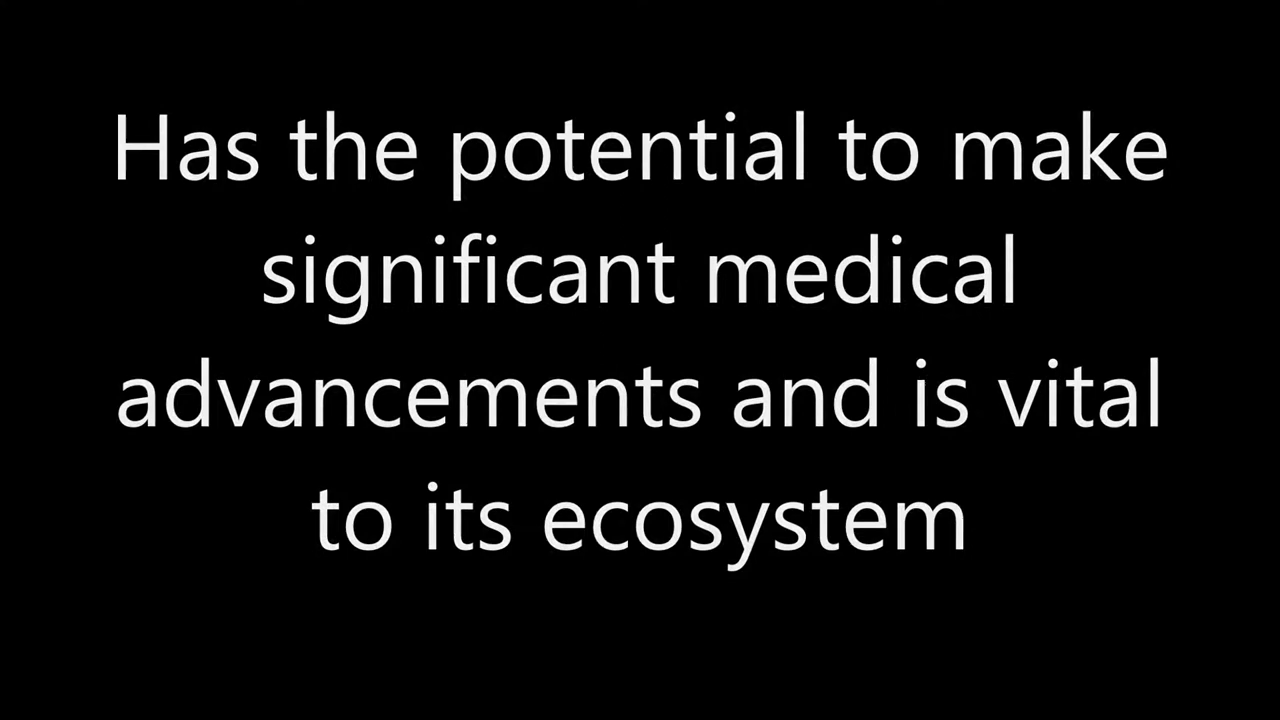 Has the potential to make
significant medical
advancements and is vital
to its ecosystem